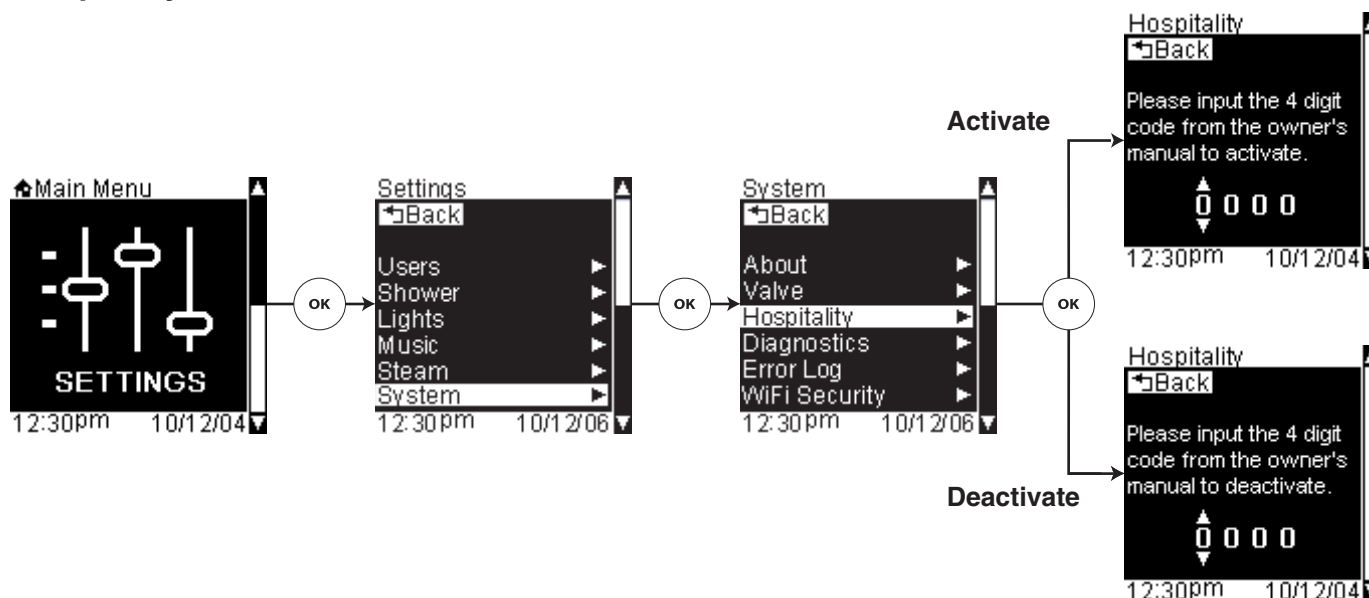 Main Menu
SETTINGS
12:30pm 10/12/04
OK
Settings
Back
Users
Shower
Lights
Music
Steam
System
12:30pm 10/12/06
OK
System
Back
About
Valve
Hospitality
Diagnostics
Error Log
WiFi Security
12:30pm 10/12/06
OK
Activate
Hospitality
Back
Please input the 4 digit
code from the owner's
manual to activate.
0 0 0 0
12:30pm 10/12/04
Deactivate
Hospitality
Back
Please input the 4 digit
code from the owner's
manual to deactivate.
0 0 0 0
12:30pm 10/12/04